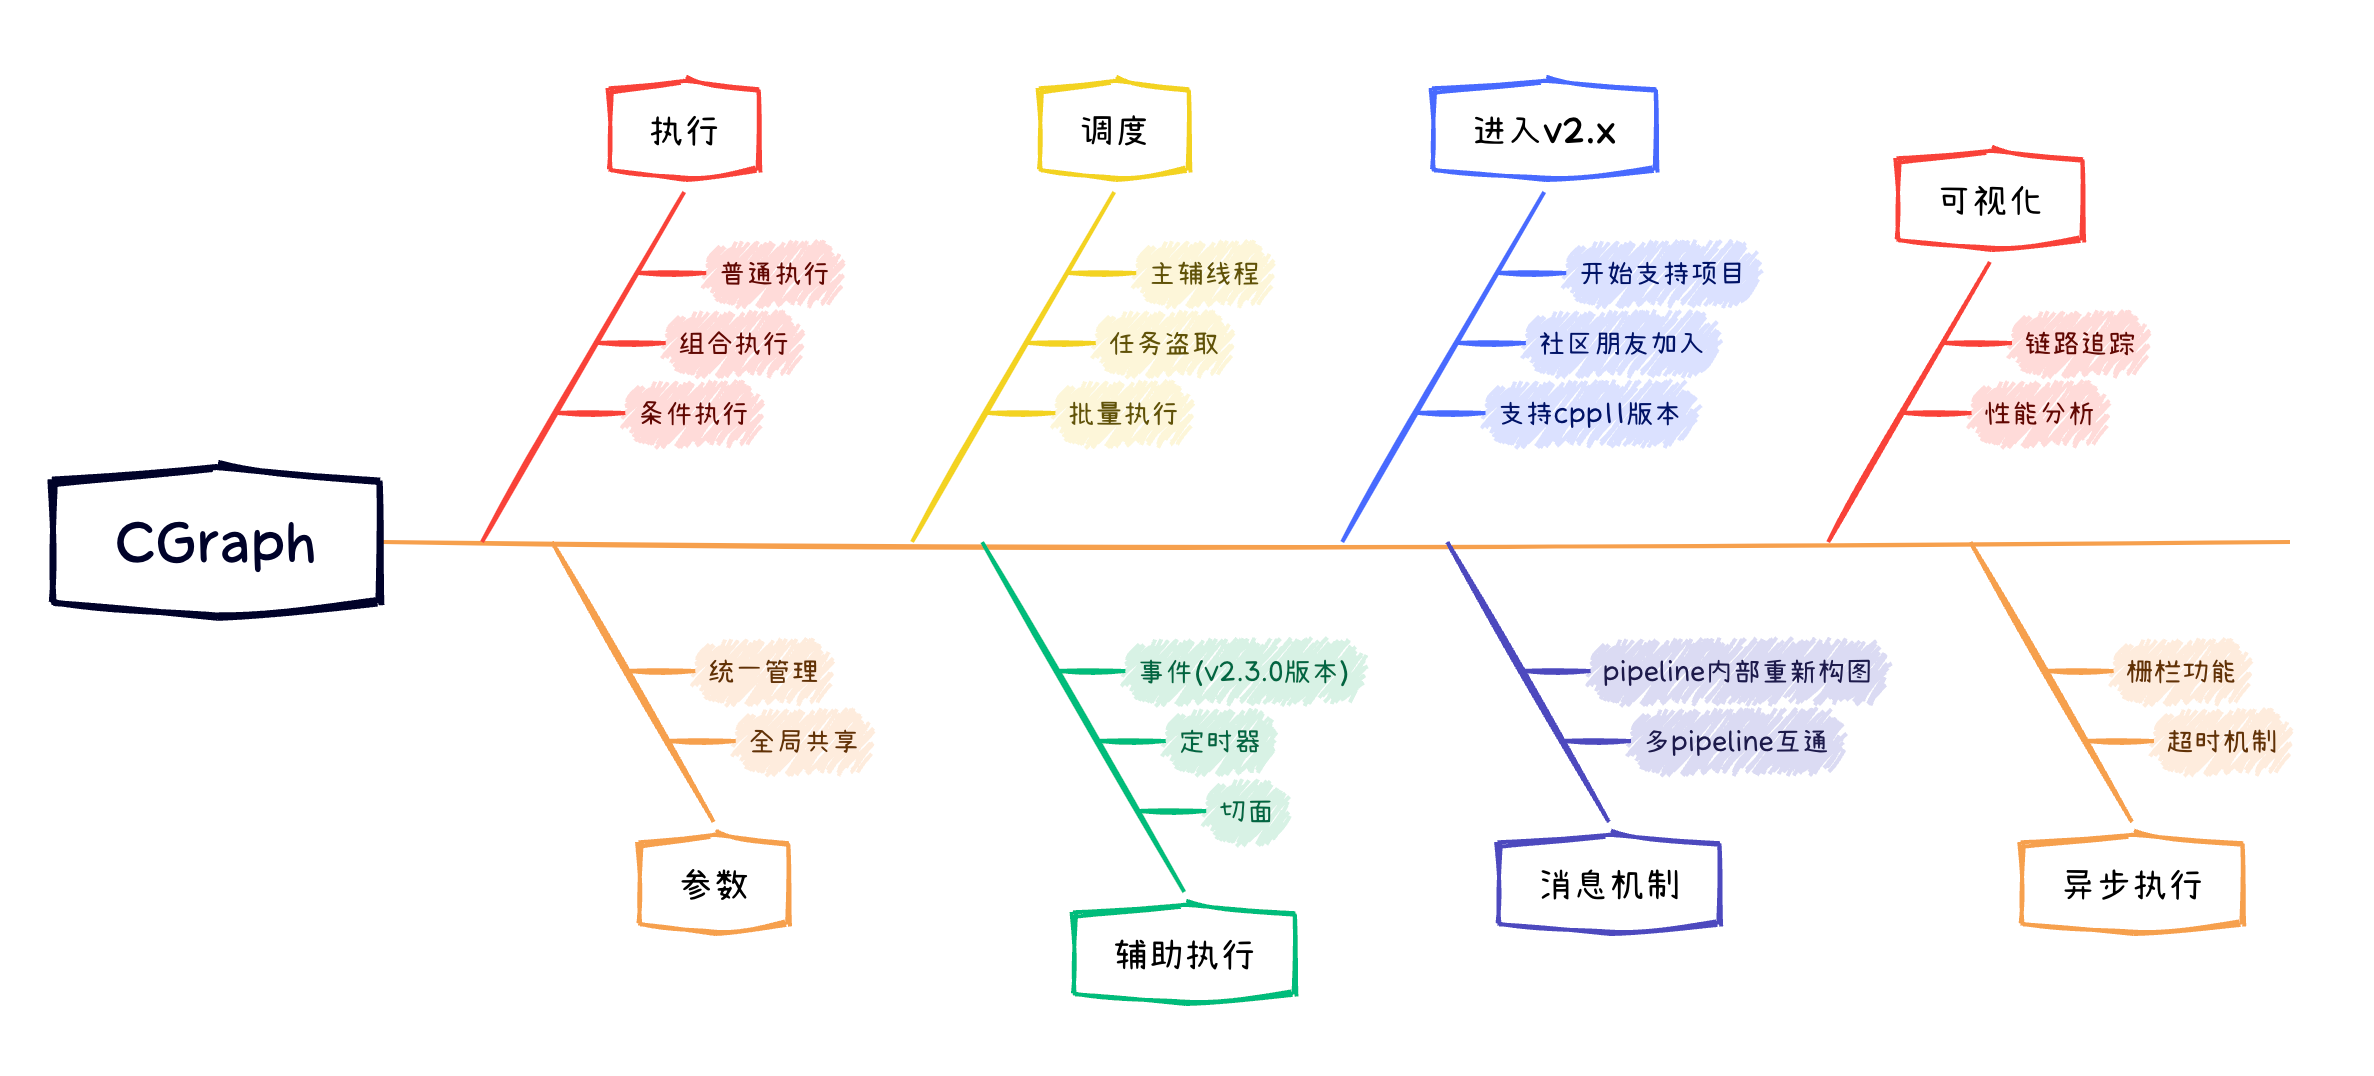 CGraph
执行
普通执行
组合执行
条件执行
参数
统一管理
全局共享
调度
主辅线程
任务盗取
批量执行
辅助执行
事件(v2.3.0版本)
定时器
切面
进入v2.x
开始支持项目
社区朋友加入
支持cpp11版本
消息机制
pipeline内部重新构图
多pipeline互通
可视化
链路追踪
性能分析
异步执行
栅栏功能
超时机制